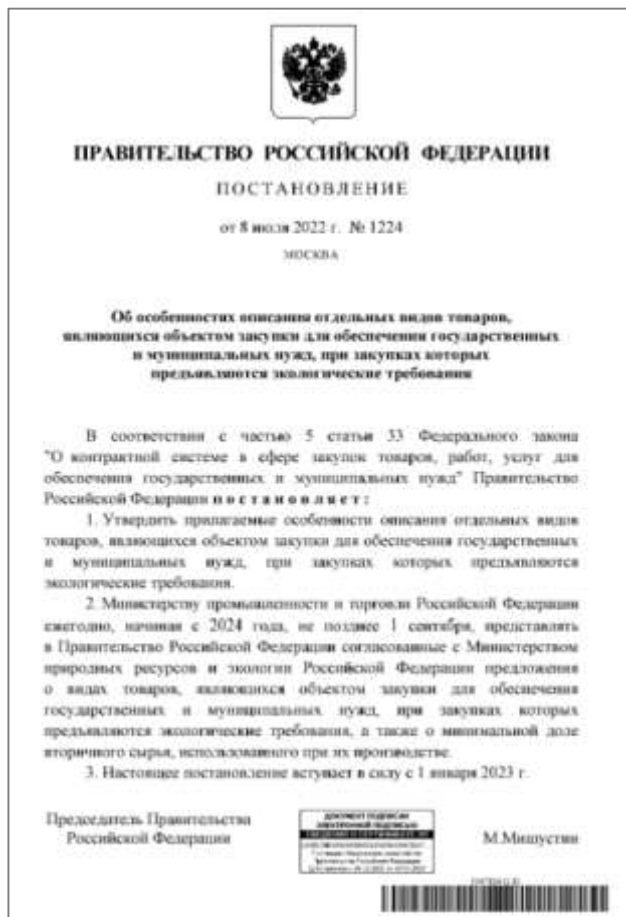 ПРАВИТЕЛЬСТВО РОССИЙСКОЙ ФЕДЕРАЦИИ
ПОСТАНОВЛЕНИЕ
от 8 июля 2022 г. № 1224
МОСКВА
Об особенностях описания отдельных видов товаров,
являющихся объектом закупки для обеспечения государственных
и муниципальных нужд, при закупках которых
предъявляются экологические требования
В соответствии с частью 5 статьи 33 Федерального закона
"О контрактной системе в сфере закупок товаров, работ, услуг для
обеспечения государственных и муниципальных нужд" Правительство
Российской Федерации постановляет:
1. Утвердить прилагаемые особенности описания отдельных видов
товаров, являющихся объектом закупки для обеспечения государственных
и муниципальных нужд, при закупках которых предъявляются
экологические требования.
2. Министерству промышленности и торговли Российской Федерации
ежегодно, начиная с 2024 года, не позднее 1 сентября, представлять
в Правительство Российской Федерации согласованные с Министерством
природных ресурсов и экологии Российской Федерации предложения
о видах товаров, являющихся объектом закупки для обеспечения
государственных и муниципальных нужд, при закупках которых
предъявляются экологические требования, а также о минимальной доле
вторичного сырья, использованного при их производстве.
3. Настоящее постановление вступает в силу с 1 января 2023 г.
Председатель Правительства
Российской Федерации
ДОКУМЕНТ ПОДПИСАН
ЭЛЕКТРОННОЙ ПОДПИСЬЮ
М.Мишустин